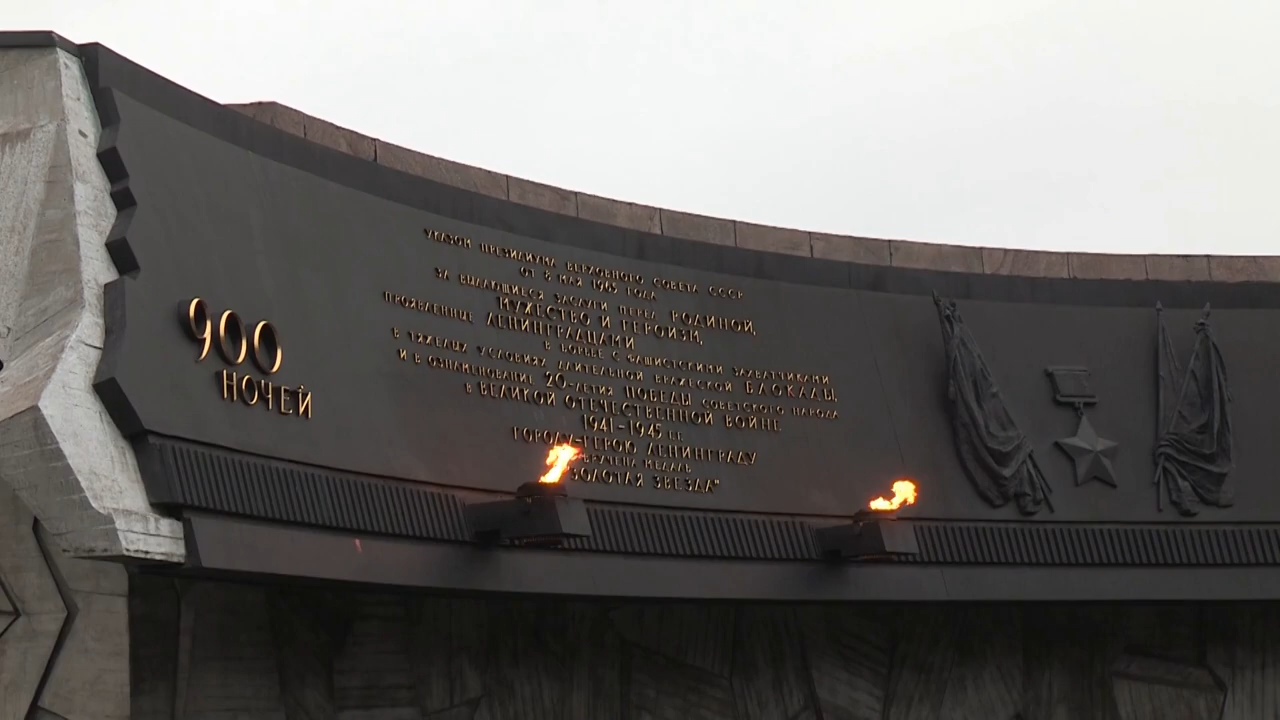 900
НОЧЕЙ
УКАЗОМ ПРЕЗИДИУМА ВЕРХОВНОГО СОВЕТА СССР
ОТ 8 МАЯ 1965 ГОДА
ЗА ВЫДАЮЩИЕСЯ ЗАСЛУГИ ПЕРЕД РОДИНОЙ,
МУЖЕСТВО И ГЕРОИЗМ,
ПРОЯВЛЕННЫЕ ЛЕНИНГРАДЦАМИ
В БОРЬБЕ С ФАШИСТСКИМИ ЗАХВАТЧИКАМИ
В ТЯЖЕЛЫХ УСЛОВИЯХ ДЛИТЕЛЬНОЙ ВРАЖЕСКОЙ БЛОКАДЫ,
И В ОЗНАМЕНОВАНИЕ 20-ЛЕТИЯ ПОБЕДЫ СОВЕТСКОГО НАРОДА
В ВЕЛИКОЙ ОТЕЧЕСТВЕННОЙ ВОЙНЕ
1941-1945 Г.Г.
ГОРОДУ-ГЕРОЮ ЛЕНИНГРАДУ
ВРУЧЕНА МЕДАЛЬ
"ЗОЛОТАЯ ЗВЕЗДА"